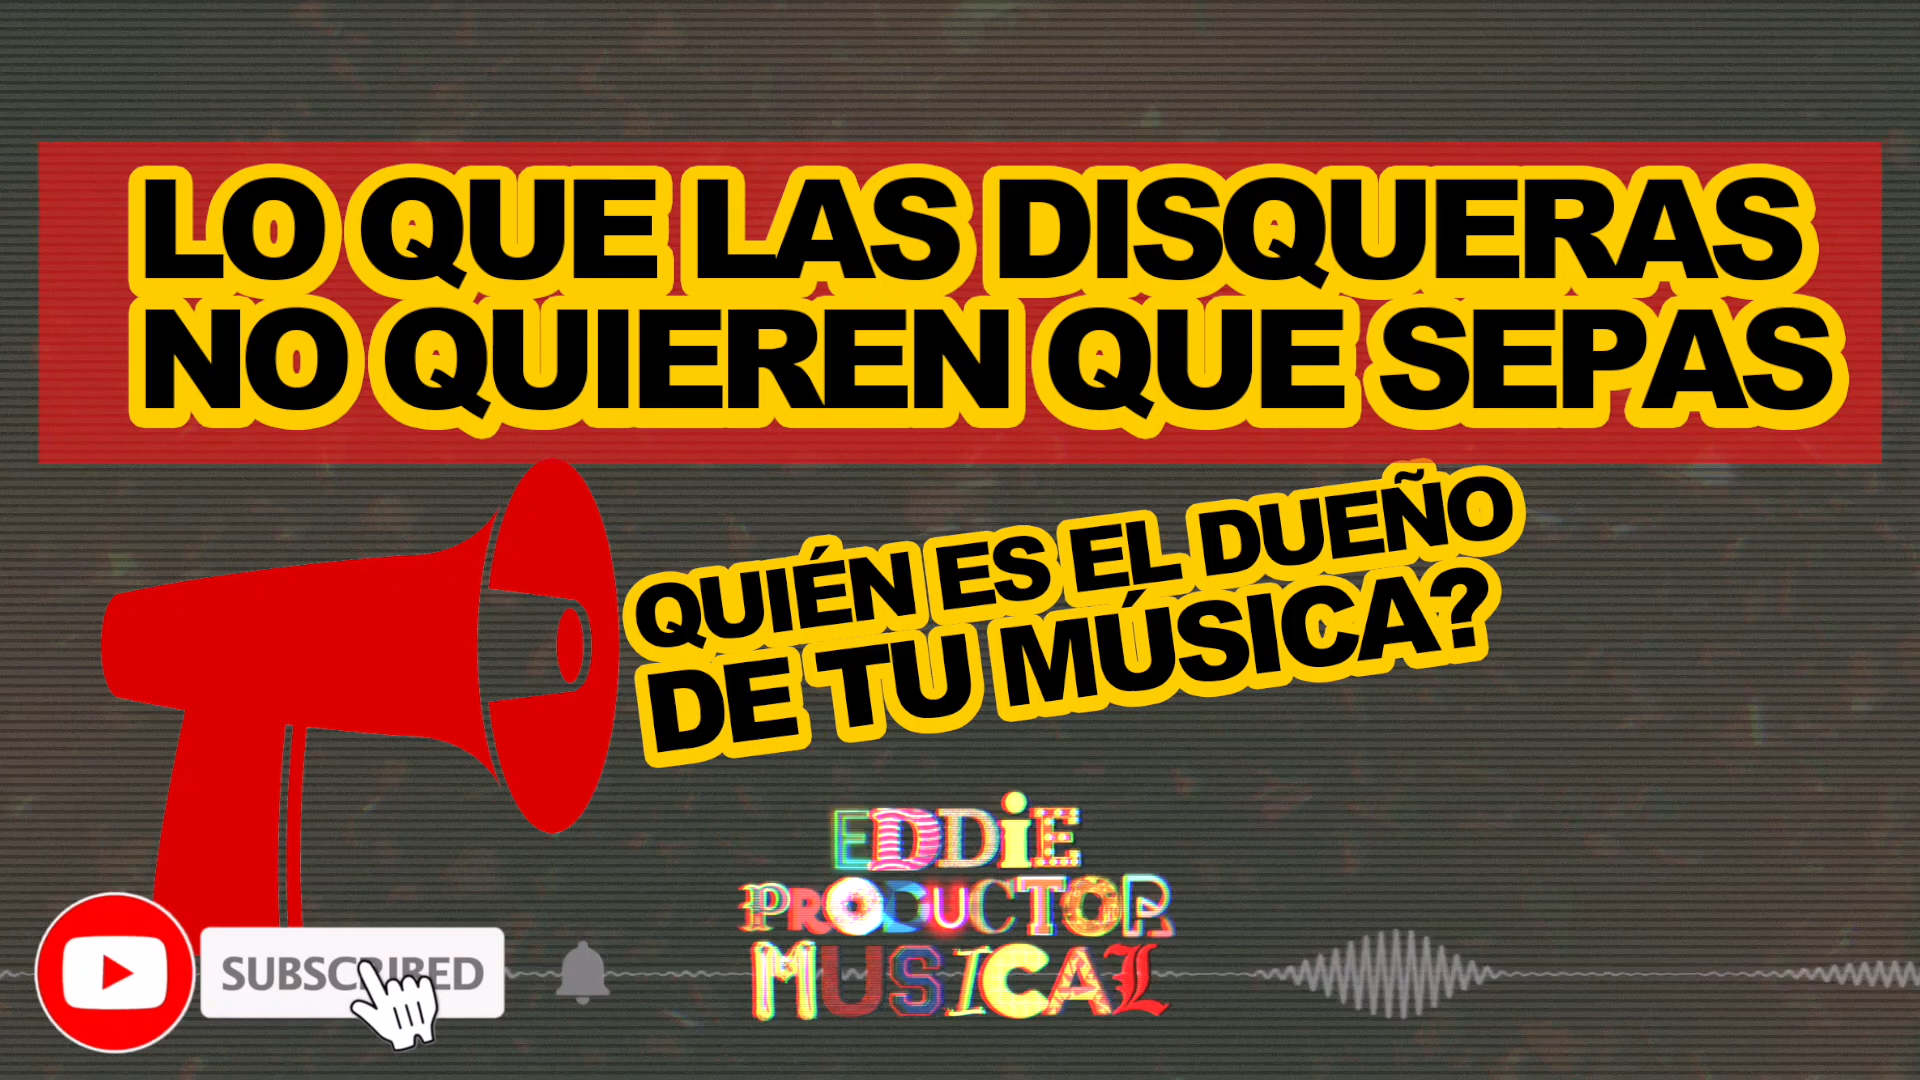 LO QUE LAS DISQUERAS
NO QUIEREN QUE SEPAS
QUIÉN ES EL DUEÑO
DE TU MÚSICA?
EDDiE
PRODUCTOR
MUSICAL
SUBSCRIBED